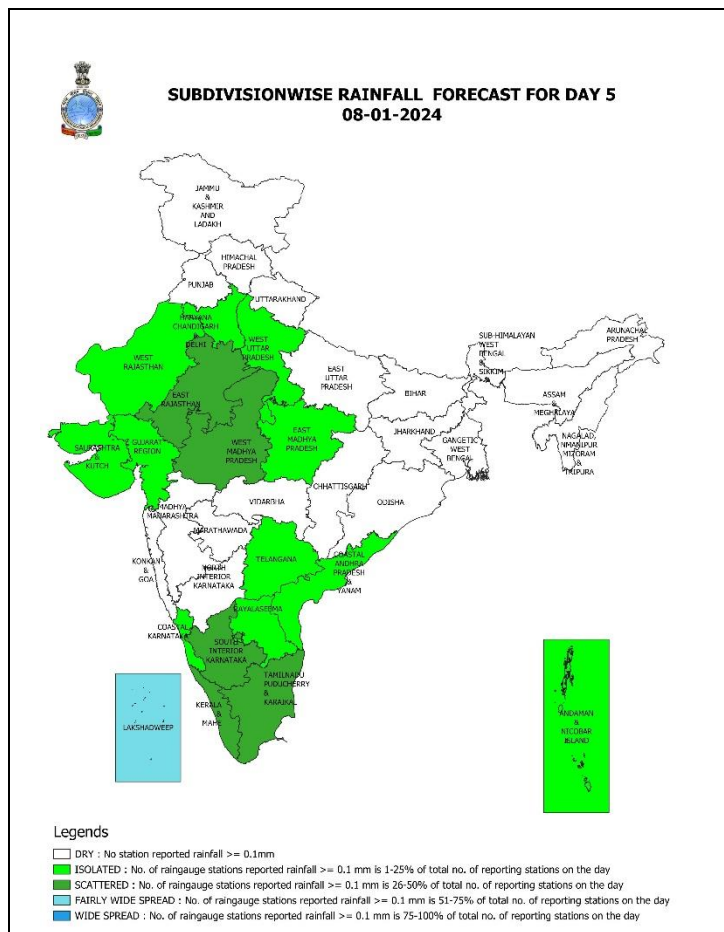 SUBDIVISIONWISE RAINFALL FORECAST FOR DAY 5
08-01-2024
JAMMU
&
KASHMIR
AND
LADAKH
HIMACHAL
PRADESH
PUNJAB
UTTARAKHAND
HARYANA
CHANDIGARH
&
DELHI
WEST
UTTAR
PRADESH
WEST
RAJASTHAN
EAST
RAJASTHAN
EAST
UTTAR
PRADESH
SUB-HIMALAYAN
WEST
BENGAL
&
SIKKIM
ARUNACHAL
PRADESH
BIHAR
ASSAM
&
MEGHALAYA
NAGALAD,
NMANIPUR
MIZORAM
&
TRIPURA
JHARKHAND
GANGETIC
WEST
BENGAL
SAURASHTRA
&
KUTCH
GUJARAT
REGION
WEST
MADHYA
PRADESH
EAST
MADHYA
PRADESH
CHHATTISGARH
ODISHA
VIDARBHA
MADHYA
MAHARASHTRA
MARATHAWADA
KONKAN
&
GOA
NORTH
INTERIOR
KARNATAKA
TELANGANA
COASTAL
ANDHRA
PRADESH
&
YANAM
RAYALASEEMA
COASTAL
KARNATAKA
SOUTH
INTERIOR
KARNATAKA
TAMILNADU
PUDUCHERRY
&
KARAIKAL
KERALA
&
MAHE
LAKSHADWEEP
ANDAMAN
&
NICOBAR
ISLAND
Legends
DRY : No station reported rainfall >= 0.1mm
ISOLATED : No. of raingauge stations reported rainfall >= 0.1 mm is 1-25% of total no. of reporting stations on the day
SCATTERED : No. of raingauge stations reported rainfall >= 0.1 mm is 26-50% of total no. of reporting stations on the day
FAIRLY WIDE SPREAD : No. of raingauge stations reported rainfall >= 0.1 mm is 51-75% of total no. of reporting stations on the day
WIDE SPREAD : No. of raingauge stations reported rainfall >= 0.1 mm is 75-100% of total no. of reporting stations on the day